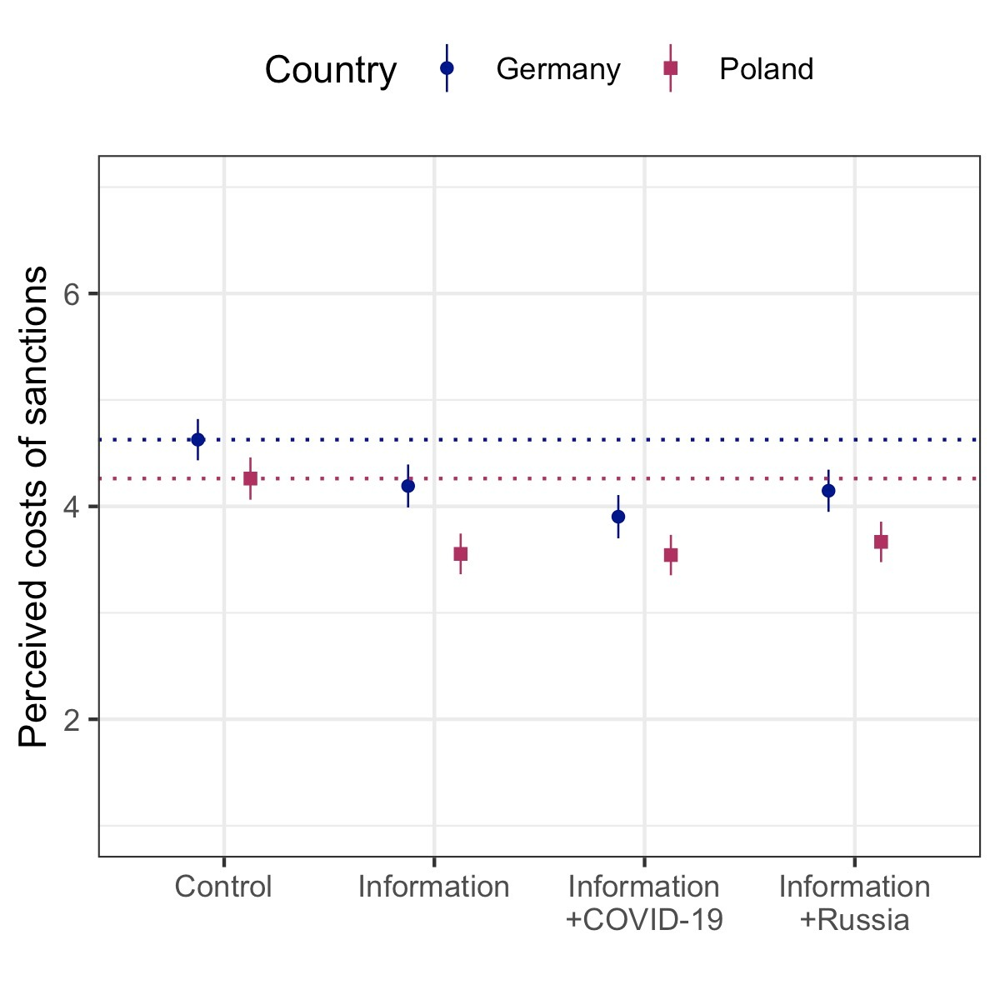 Country Germany Poland
Perceived costs of sanctions
6
4
2
Control Information Information Information
+COVID-19 +Russia